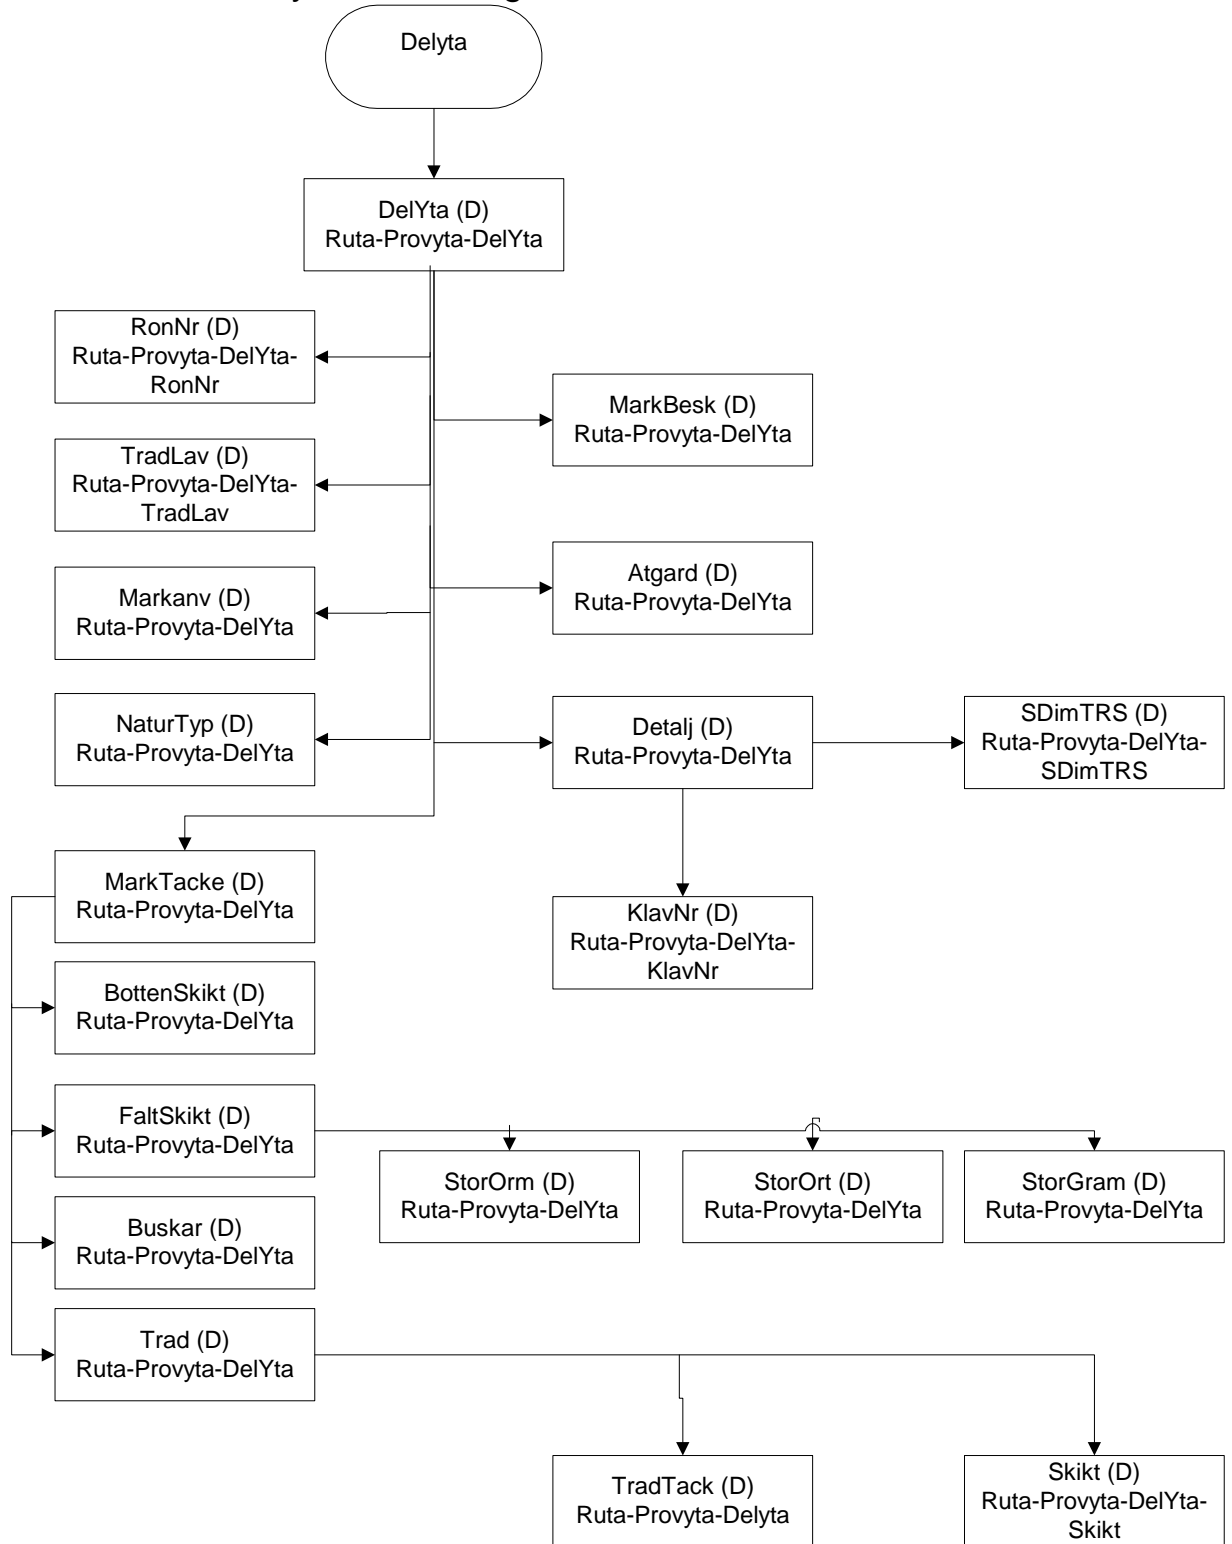 Delyta
DelYta (D)
Ruta-Provyta-DelYta
RonNr (D)
Ruta-Provyta-DelYta-
RonNr
MarkBesk (D)
Ruta-Provyta-DelYta
TradLav (D)
Ruta-Provyta-DelYta-
TradLav
Atgard (D)
Ruta-Provyta-DelYta
Markanv (D)
Ruta-Provyta-DelYta
NaturTyp (D)
Ruta-Provyta-DelYta
Detalj (D)
Ruta-Provyta-DelYta
SDimTRS (D)
Ruta-Provyta-DelYta-
SDimTRS
MarkTacke (D)
Ruta-Provyta-DelYta
KlavNr (D)
Ruta-Provyta-DelYta-
KlavNr
BottenSkikt (D)
Ruta-Provyta-DelYta
FaltSkikt (D)
Ruta-Provyta-DelYta
StorOrm (D)
Ruta-Provyta-DelYta
StorOrt (D)
Ruta-Provyta-DelYta
StorGram (D)
Ruta-Provyta-DelYta
Buskar (D)
Ruta-Provyta-DelYta
Trad (D)
Ruta-Provyta-DelYta
TradTack (D)
Ruta-Provyta-Delyta
Skikt (D)
Ruta-Provyta-DelYta-
Skikt